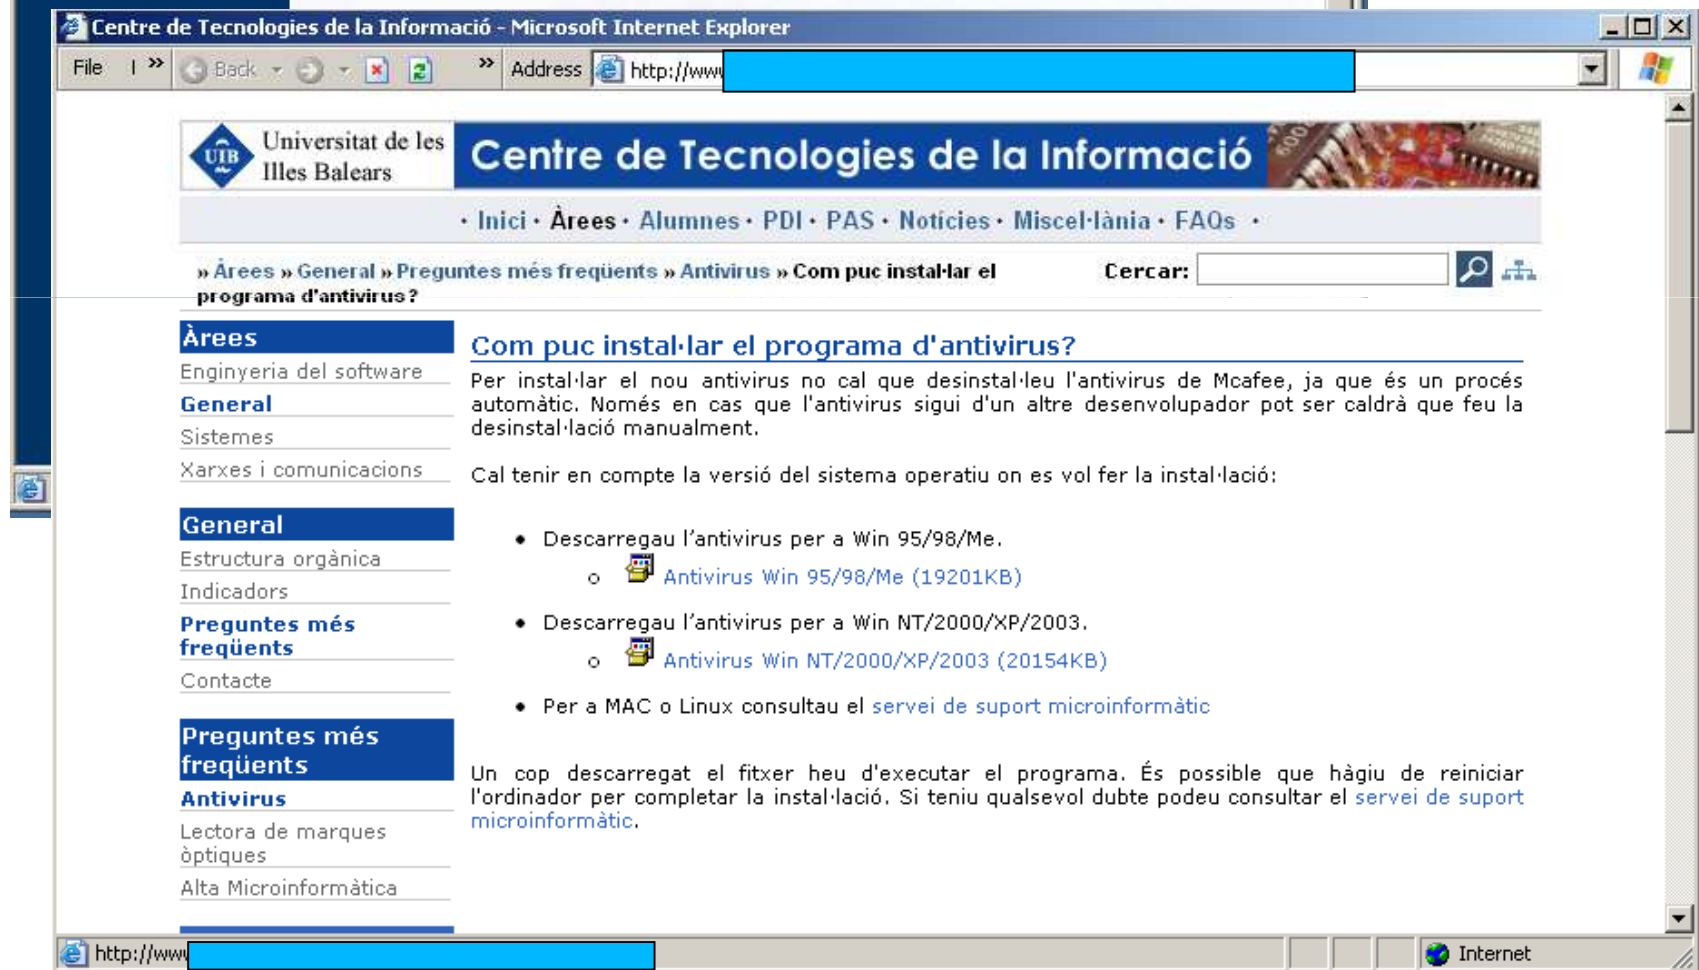 Centre de Tecnologies de la Informació - Microsoft Internet Explorer
File I » Back » Address http://www
UIB Universitat de les
Illes Balears
Centre de Tecnologies de la Informació
· Inici · Àrees · Alumnes · PDI · PAS · Notícies · Miscel·lània · FAQs ·
» Àrees » General » Preguntes més freqüents » Antivirus » Com puc instal·lar el
programa d'antivirus?
Cercar:
Àrees
Enginyeria del software
General
Sistemes
Xarxes i comunicacions
General
Estructura orgànica
Indicadors
Preguntes més
freqüents
Contacte
Preguntes més
freqüents
Antivirus
Lectora de marques
òptiques
Alta Microinformàtica
Com puc instal·lar el programa d'antivirus?
Per instal·lar el nou antivirus no cal que desinstal·leu l'antivirus de Mcafee, ja que és un procés
automàtic. Només en cas que l'antivirus sigui d'un altre desenvolupador pot ser caldrà que feu la
desinstal·lació manualment.
Cal tenir en compte la versió del sistema operatiu on es vol fer la instal·lació:
• Descarregau l'antivirus per a Win 95/98/Me.
o Antivirus Win 95/98/Me (19201KB)
• Descarregau l'antivirus per a Win NT/2000/XP/2003.
o Antivirus Win NT/2000/XP/2003 (20154KB)
• Per a MAC o Linux consultau el servei de suport microinformàtic
Un cop descarregat el fitxer heu d'executar el programa. És possible que hàgiu de reiniciar
l'ordinador per completar la instal·lació. Si teniu qualsevol dubte podeu consultar el servei de suport
microinformàtic.
http://www
Internet